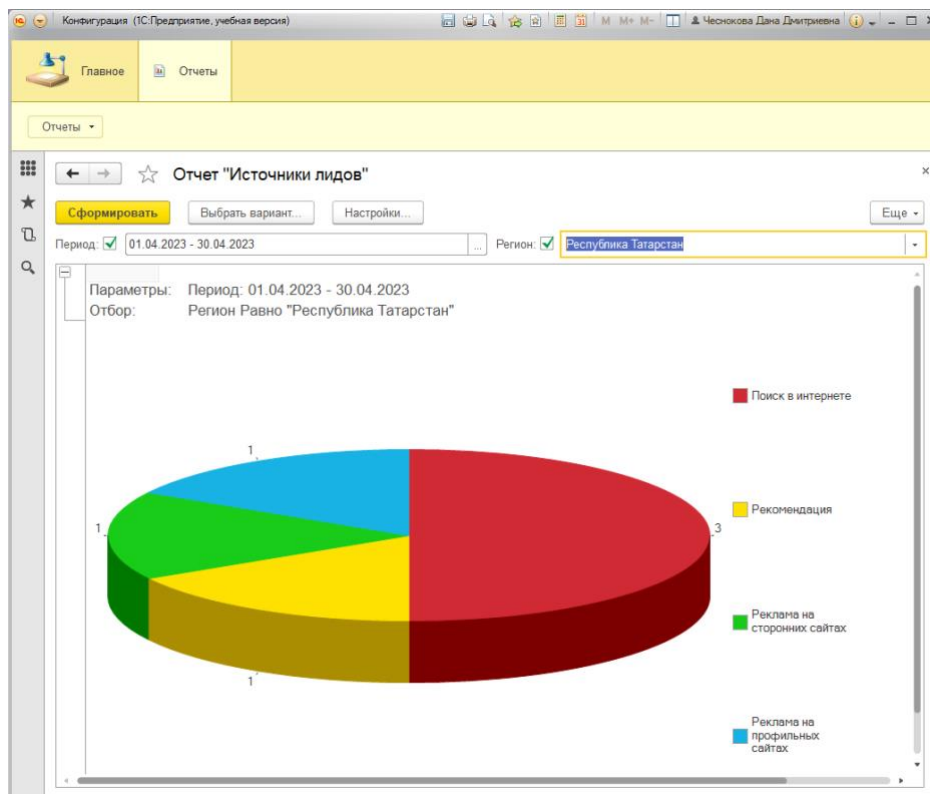 Конфигурация (1С:Предприятие, учебная версия)
31 M M+ M- Чеснокова Дана Дмитриевна
Главное Отчеты
Отчеты
Отчет "Источники лидов"
Сформировать Выбрать вариант... Настройки... Еще
Период: 01.04.2023 - 30.04.2023 ... Регион: Республика Татарстан
Параметры: Период: 01.04.2023 - 30.04.2023
Отбор: Регион Равно "Республика Татарстан"
Поиск в интернете
1
Рекомендация
1
3
Реклама на
сторонних сайтах
1
Реклама на
профильных
сайтах